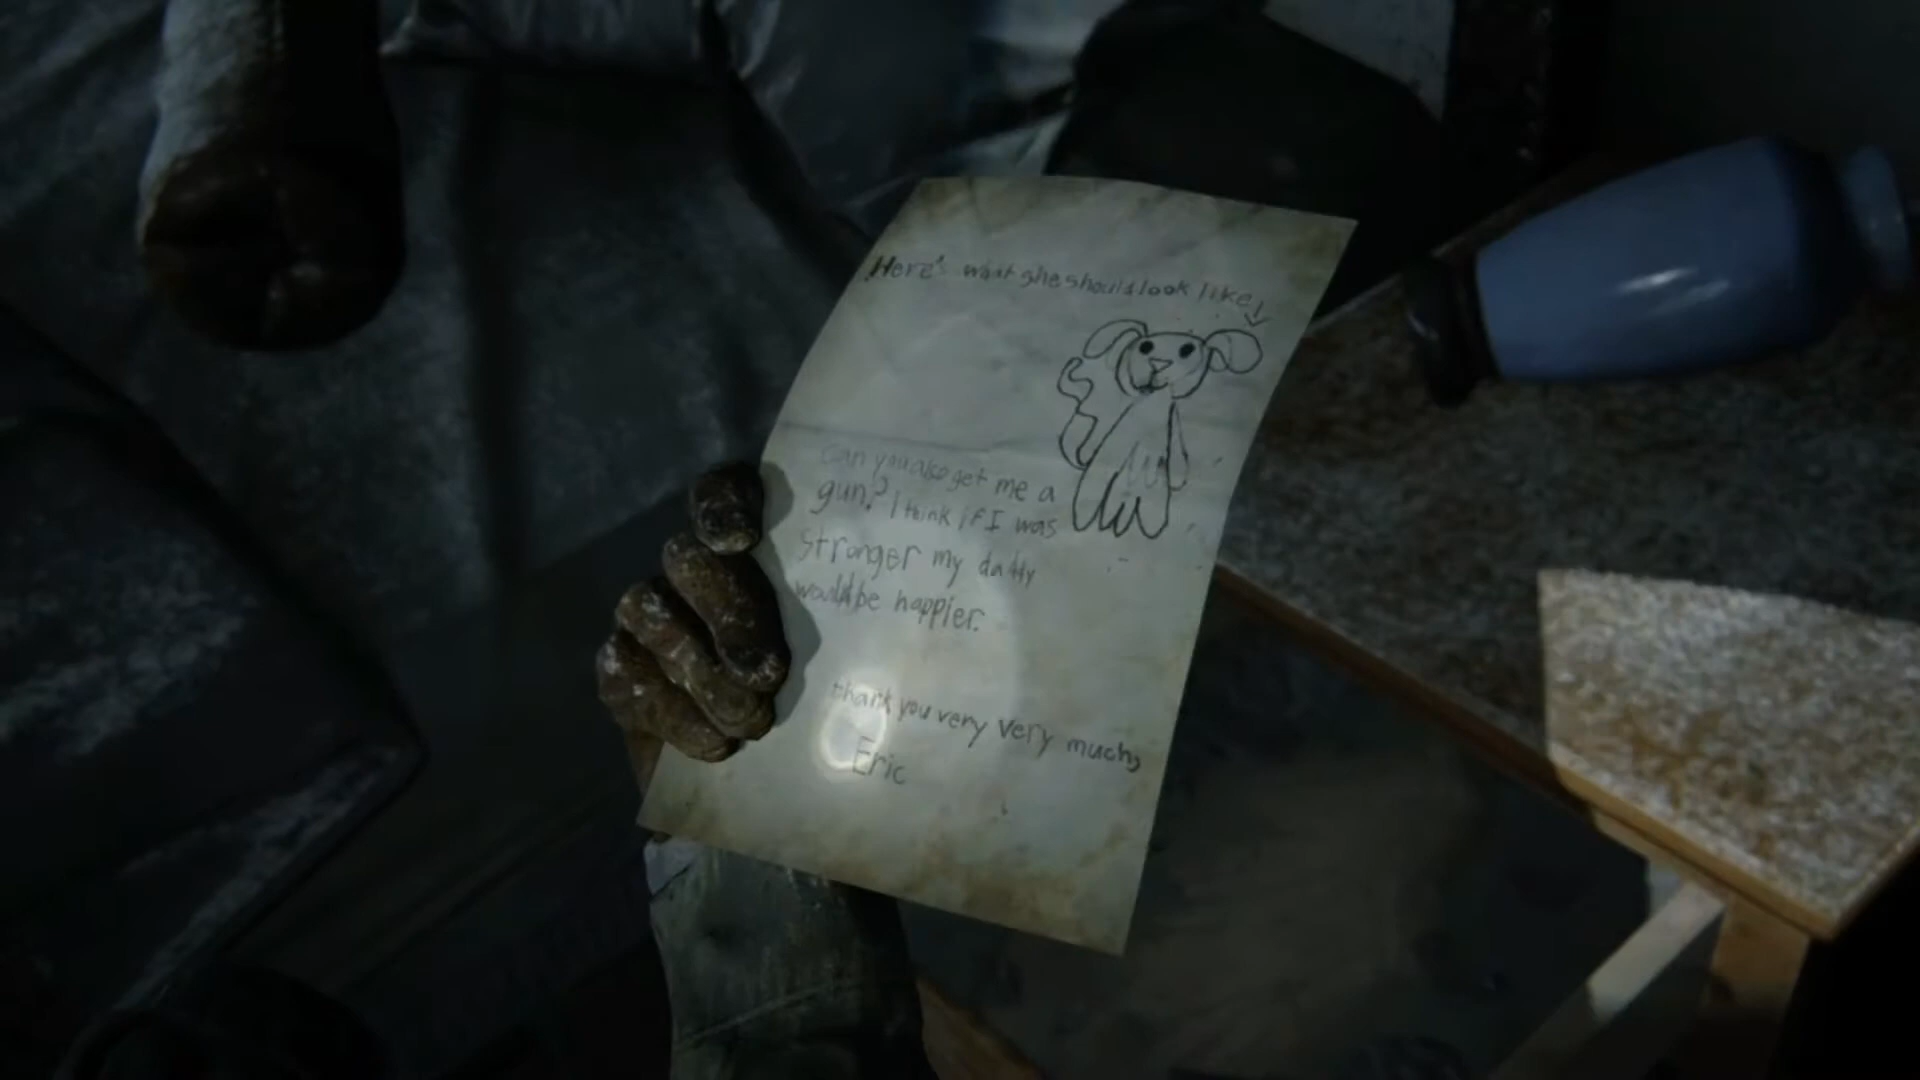 Here's what she should look like
Can you also get me a
gun? I think if I was
stronger my datty
would be happier.
thank you very very much,
Eric